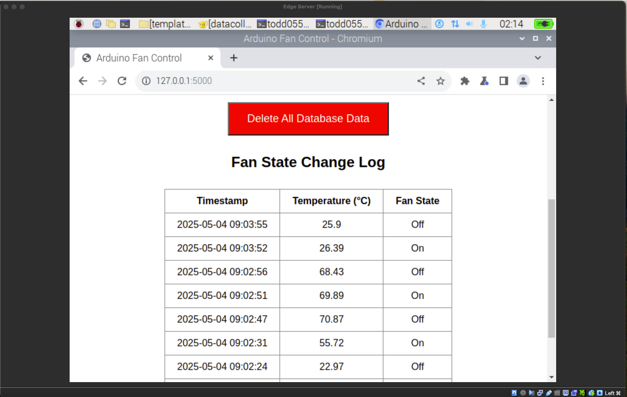 Edge Server [Running]
[templat... [datacoll... todd055... todd055... Arduino ... 02:14
Arduino Fan Control - Chromium
Arduino Fan Control
127.0.0.1:5000
Delete All Database Data
Fan State Change Log
Timestamp Temperature (°C) Fan State
2025-05-04 09:03:55 25.9 Off
2025-05-04 09:03:52 26.39 On
2025-05-04 09:02:56 68.43 Off
2025-05-04 09:02:51 69.89 On
2025-05-04 09:02:47 70.87 Off
2025-05-04 09:02:31 55.72 On
2025-05-04 09:02:24 22.97 Off
Left ⌘